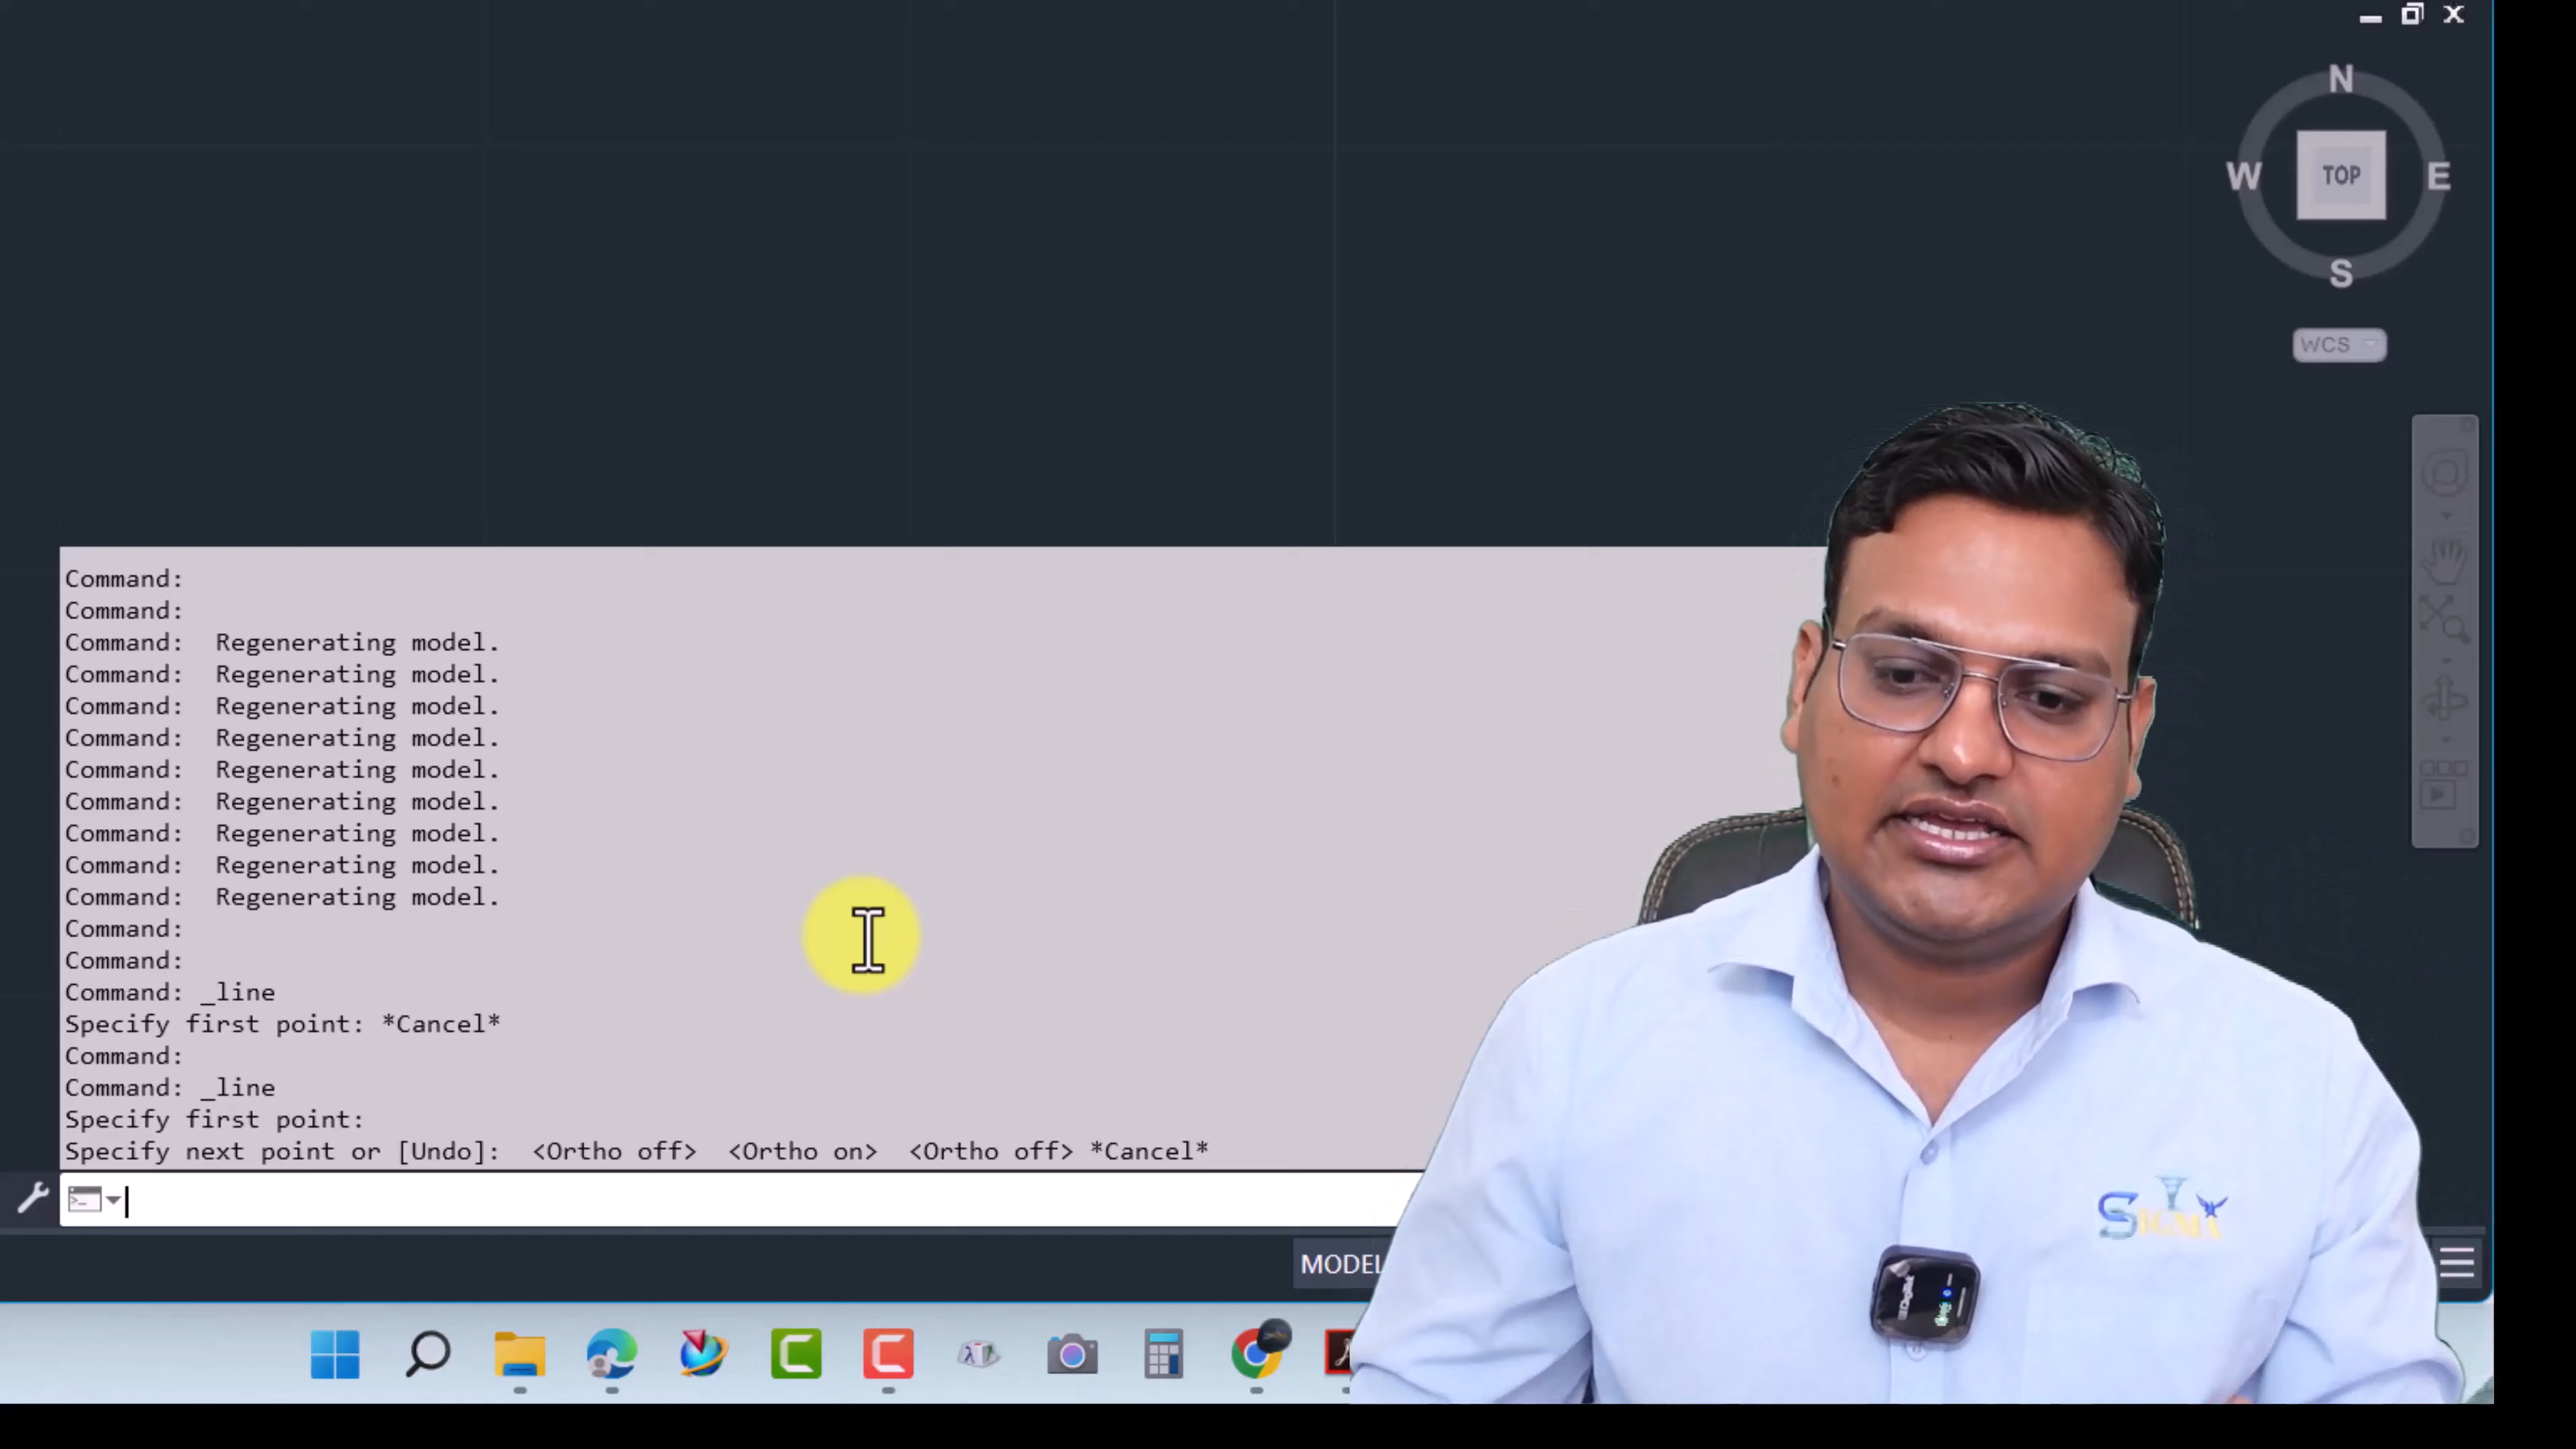 N
W TOP E
S
WCS
Command:
Command:
Command: Regenerating model.
Command: Regenerating model.
Command: Regenerating model.
Command: Regenerating model.
Command: Regenerating model.
Command: Regenerating model.
Command: Regenerating model.
Command: Regenerating model.
Command: Regenerating model.
Command:
Command:
Command: _line
Specify first point: *Cancel*
Command:
Command: _line
Specify first point:
Specify next point or [Undo]: <Ortho off> <Ortho on> <Ortho off> *Cancel*
MODEL
SIGMA